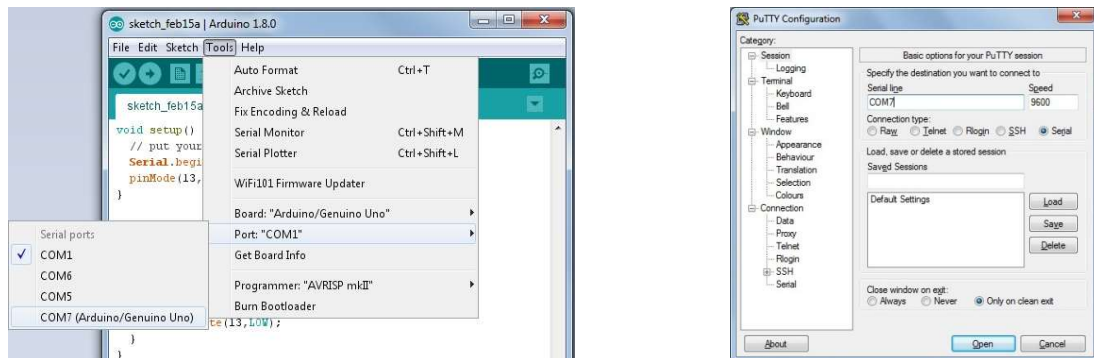 sketch_feb15a | Arduino 1.8.0
File Edit Sketch Tools Help
sketch_feb15a
void setup()
// put your
Serial.begi
pinMode(13,
}
Auto Format Ctrl+T
Archive Sketch
Fix Encoding & Reload
Serial Monitor Ctrl+Shift+M
Serial Plotter Ctrl+Shift+L
WiFi101 Firmware Updater
Board: "Arduino/Genuino Uno"
Port: "COM1"
Get Board Info
Programmer: "AVRISP mkII"
Burn Bootloader
Serial ports
COM1
COM6
COM5
COM7 (Arduino/Genuino Uno)
te(13,LOW);
}
}
PuTTY Configuration
Category:
Session
Logging
Terminal
Keyboard
Bell
Features
Window
Appearance
Behaviour
Translation
Selection
Colours
Connection
Data
Proxy
Telnet
Rlogin
SSH
Serial
Basic options for your PuTTY session
Specify the destination you want to connect to
Serial line Speed
COM7 9600
Connection type:
Raw Telnet Rlogin SSH Serial
Load, save or delete a stored session
Saved Sessions
Default Settings
Load
Save
Delete
Close window on exit:
Always Never Only on clean exit
About Open Cancel